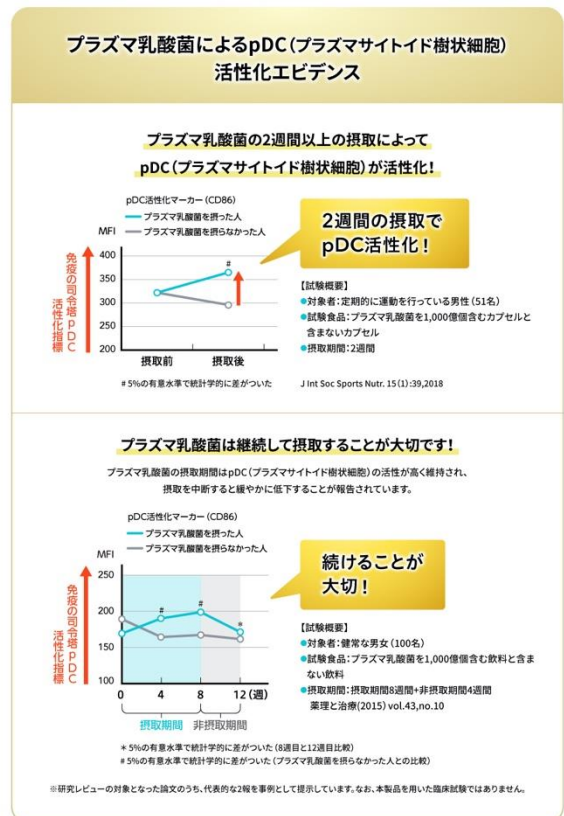 プラズマ乳酸菌によるpDC（プラズマサイトイド樹状細胞）
活性化エビデンス
プラズマ乳酸菌の2週間以上の摂取によって
pDC（プラズマサイトイド樹状細胞）が活性化！
pDC活性化マーカー（CD86）
プラズマ乳酸菌を摂った人
プラズマ乳酸菌を摂らなかった人
MFI
400
350
300
250
200
免疫の司令塔pDC
活性化指標
#
摂取前
摂取後
# 5%の有意水準で統計学的に差がついた
2週間の摂取で
pDC活性化！
【試験概要】
●対象者：定期的に運動を行っている男性（51名）
●試験食品：プラズマ乳酸菌を1,000億個含むカプセルと
含まないカプセル
●摂取期間：2週間
J Int Soc Sports Nutr. 15（1）:39,2018
プラズマ乳酸菌は継続して摂取することが大切です！
プラズマ乳酸菌の摂取期間はpDC（プラズマサイトイド樹状細胞）の活性が高く維持され、
摂取を中断すると緩やかに低下することが報告されています。
pDC活性化マーカー（CD86）
プラズマ乳酸菌を摂った人
プラズマ乳酸菌を摂らなかった人
MFI
250
200
150
100
免疫の司令塔pDC
活性化指標
#
#
*
0
4
8
12（週）
摂取期間
非摂取期間
＊ 5%の有意水準で統計学的に差がついた（8週目と12週目比較）
# 5%の有意水準で統計学的に差がついた（プラズマ乳酸菌を摂らなかった人との比較）
続けることが
大切！
【試験概要】
●対象者：健常な男女（100名）
●試験食品：プラズマ乳酸菌を1,000億個含む飲料と含ま
ない飲料
●摂取期間：摂取期間8週間+非摂取期間4週間
薬理と治療（2015） vol.43,no.10
※研究レビューの対象となった論文のうち、代表的な2報を事例として提示しています。なお、本製品を用いた臨床試験ではありません。